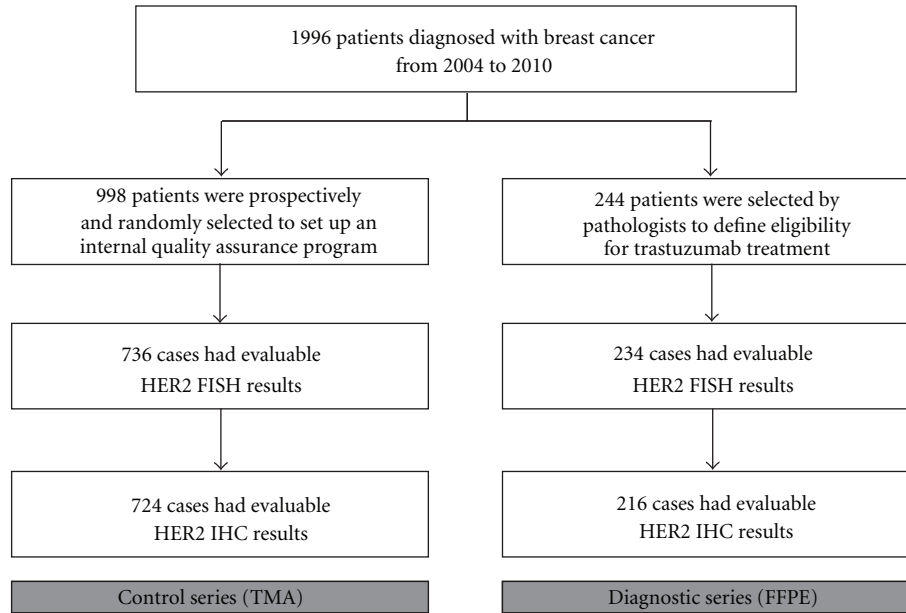 1996 patients diagnosed with breast cancer
from 2004 to 2010
998 patients were prospectively
and randomly selected to set up an
internal quality assurance program
244 patients were selected by
pathologists to define eligibility
for trastuzumab treatment
736 cases had evaluable
HER2 FISH results
234 cases had evaluable
HER2 FISH results
724 cases had evaluable
HER2 IHC results
216 cases had evaluable
HER2 IHC results
Control series (TMA)
Diagnostic series (FFPE)